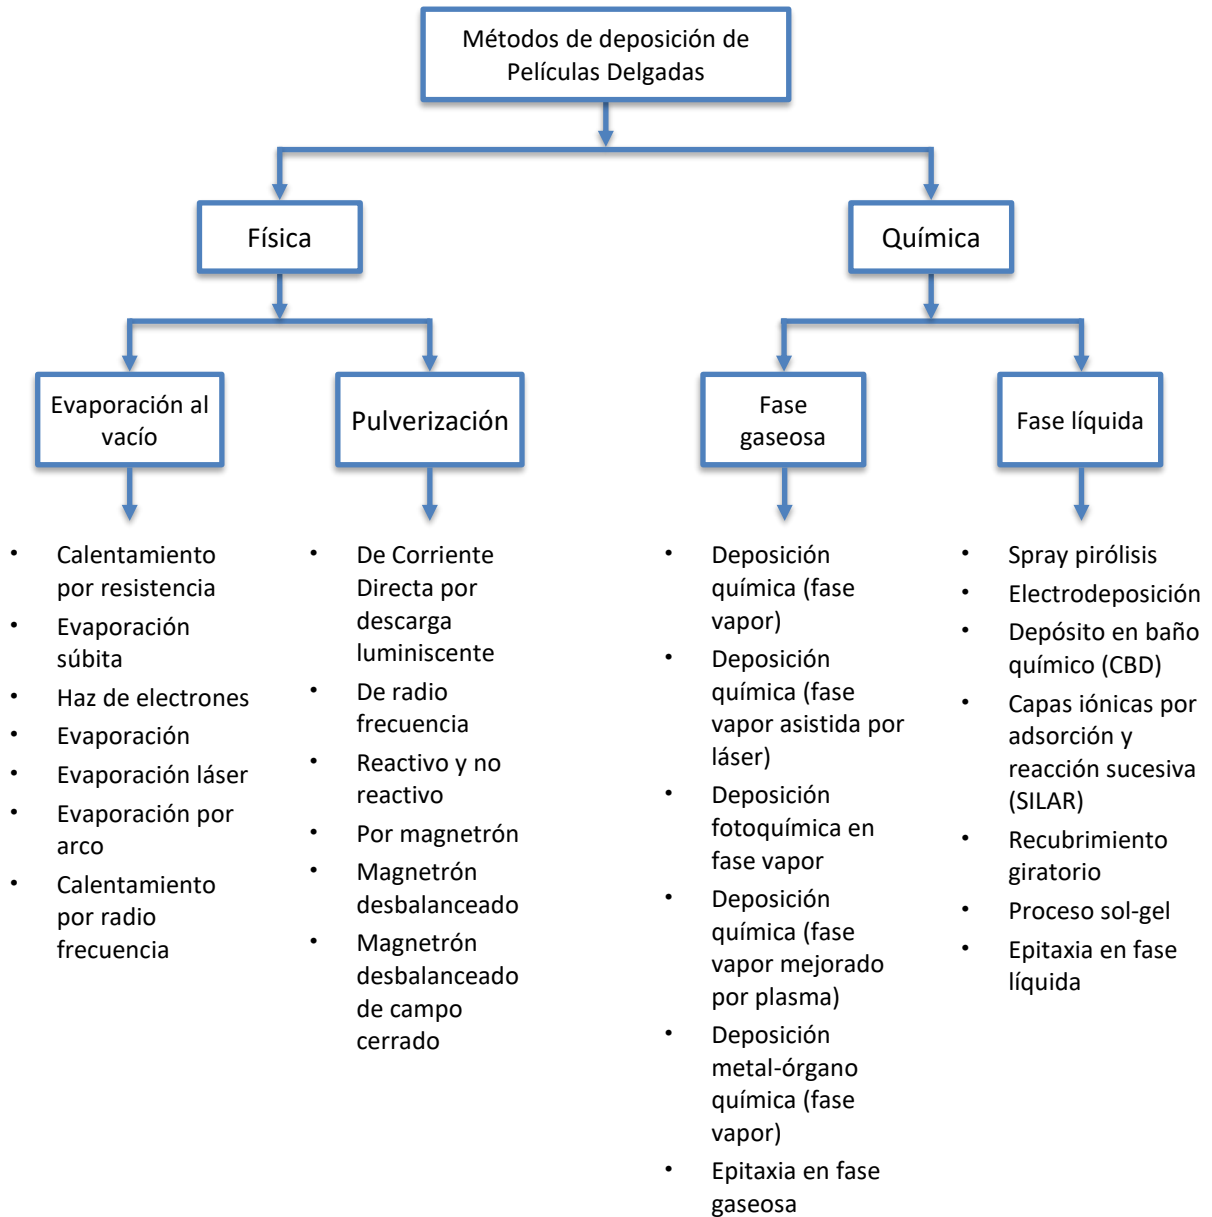 Métodos de deposición de
Películas Delgadas
Física
Química
Evaporación al
vacío
Pulverización
Fase
gaseosa
Fase líquida
• Calentamiento
por resistencia
• Evaporación
súbita
• Haz de electrones
• Evaporación
• Evaporación láser
• Evaporación por
arco
• Calentamiento
por radio
frecuencia
• De Corriente
Directa por
descarga
luminiscente
• De radio
frecuencia
• Reactivo y no
reactivo
• Por magnetrón
• Magnetrón
desbalanceado
• Magnetrón
desbalanceado
de campo
cerrado
• Deposición
química (fase
vapor)
• Deposición
química (fase
vapor asistida por
láser)
• Deposición
fotoquímica en
fase vapor
• Deposición
química (fase
vapor mejorado
por plasma)
• Deposición
metal-órgano
química (fase
vapor)
• Epitaxia en fase
gaseosa
• Spray pirólisis
• Electrodeposición
• Depósito en baño
químico (CBD)
• Capas iónicas por
adsorción y
reacción sucesiva
(SILAR)
• Recubrimiento
giratorio
• Proceso sol-gel
• Epitaxia en fase
líquida